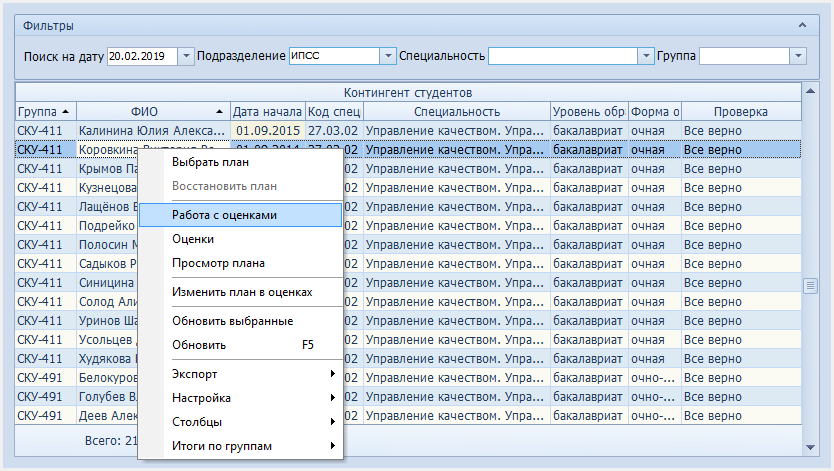 Фильтры
Поиск на дату 20.02.2019 Подразделение ИПСС Специальность Группа
Контингент студентов
Группа ФИО Дата начала Код спец Специальность Уровень обр Форма о Проверка
СКУ-411 Калинина Юлия Алекса... 01.09.2015 27.03.02 Управление качеством. Упра... бакалавриат очная Все верно
СКУ-411 Коровкина 27.03.02 Управление качеством. Упра... бакалавриат очная Все верно
СКУ-411 Крымов Па 02 Управление качеством. Упра... бакалавриат очная Все верно
СКУ-411 Кузнецова 02 Управление качеством. Упра... бакалавриат очная Все верно
СКУ-411 Лащёнов В 02 Управление качеством. Упра... бакалавриат очная Все верно
СКУ-411 Подрейко 02 Управление качеством. Упра... бакалавриат очная Все верно
СКУ-411 Полосин М 02 Управление качеством. Упра... бакалавриат очная Все верно
СКУ-411 Садыков Р 02 Управление качеством. Упра... бакалавриат очная Все верно
СКУ-411 Синицина 02 Управление качеством. Упра... бакалавриат очная Все верно
СКУ-411 Солод Али 02 Управление качеством. Упра... бакалавриат очная Все верно
СКУ-411 Уринов Ша 02 Управление качеством. Упра... бакалавриат очная Все верно
СКУ-411 Усольцев 02 Управление качеством. Упра... бакалавриат очная Все верно
СКУ-411 Худякова 02 Управление качеством. Упра... бакалавриат очная Все верно
СКУ-491 Белокуров 02 Управление качеством. Упра... бакалавриат очно-... Все верно
СКУ-491 Голубев В 02 Управление качеством. Упра... бакалавриат очно-... Все верно
СКУ-491 Деев Алек 02 Управление качеством. Упра... бакалавриат очно-... Все верно
Всего: 21
Выбрать план
Восстановить план
Работа с оценками
Оценки
Просмотр плана
Изменить план в оценках
Обновить выбранные
Обновить F5
Экспорт
Настройка
Столбцы
Итоги по группам